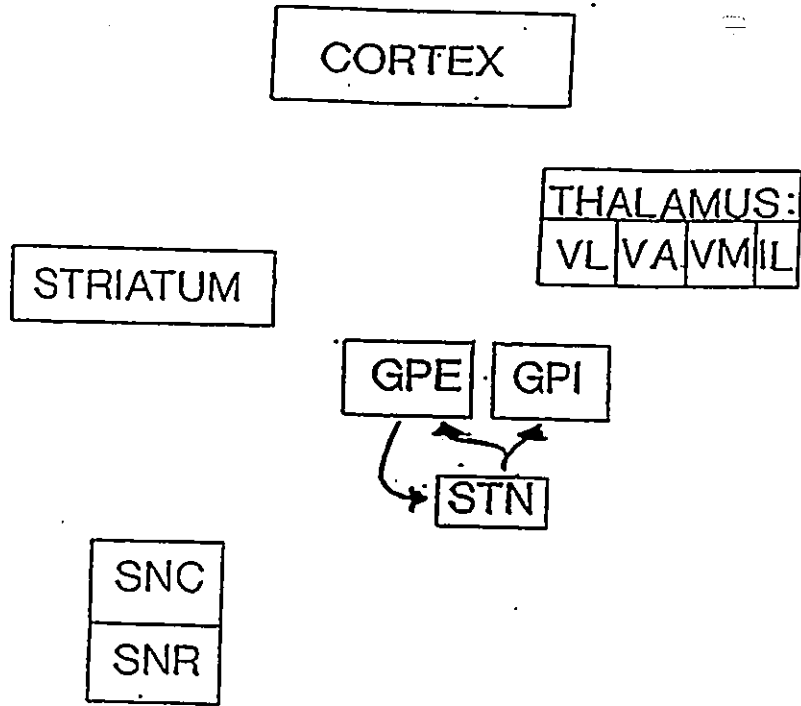 CORTEX
THALAMUS:
VL VA VM IL
STRIATUM
GPE GPI
STN
SNC
SNR